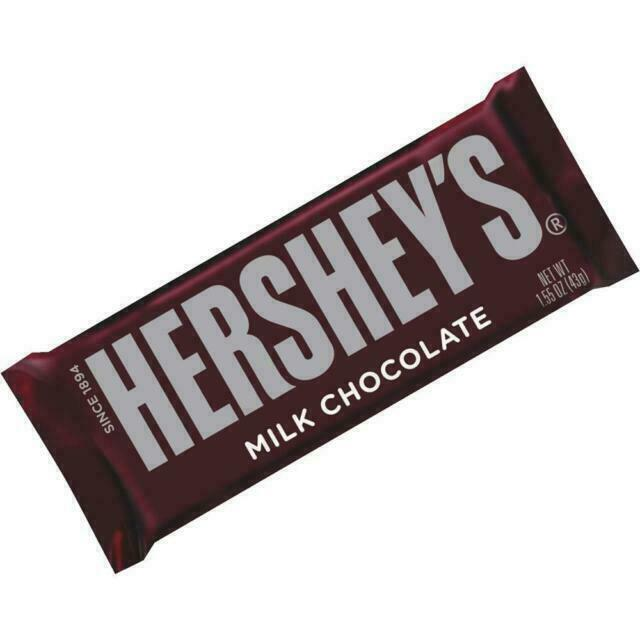 SINCE 1894
HERSHEY'S®
MILK CHOCOLATE
NET WT
1.55 OZ (43g)